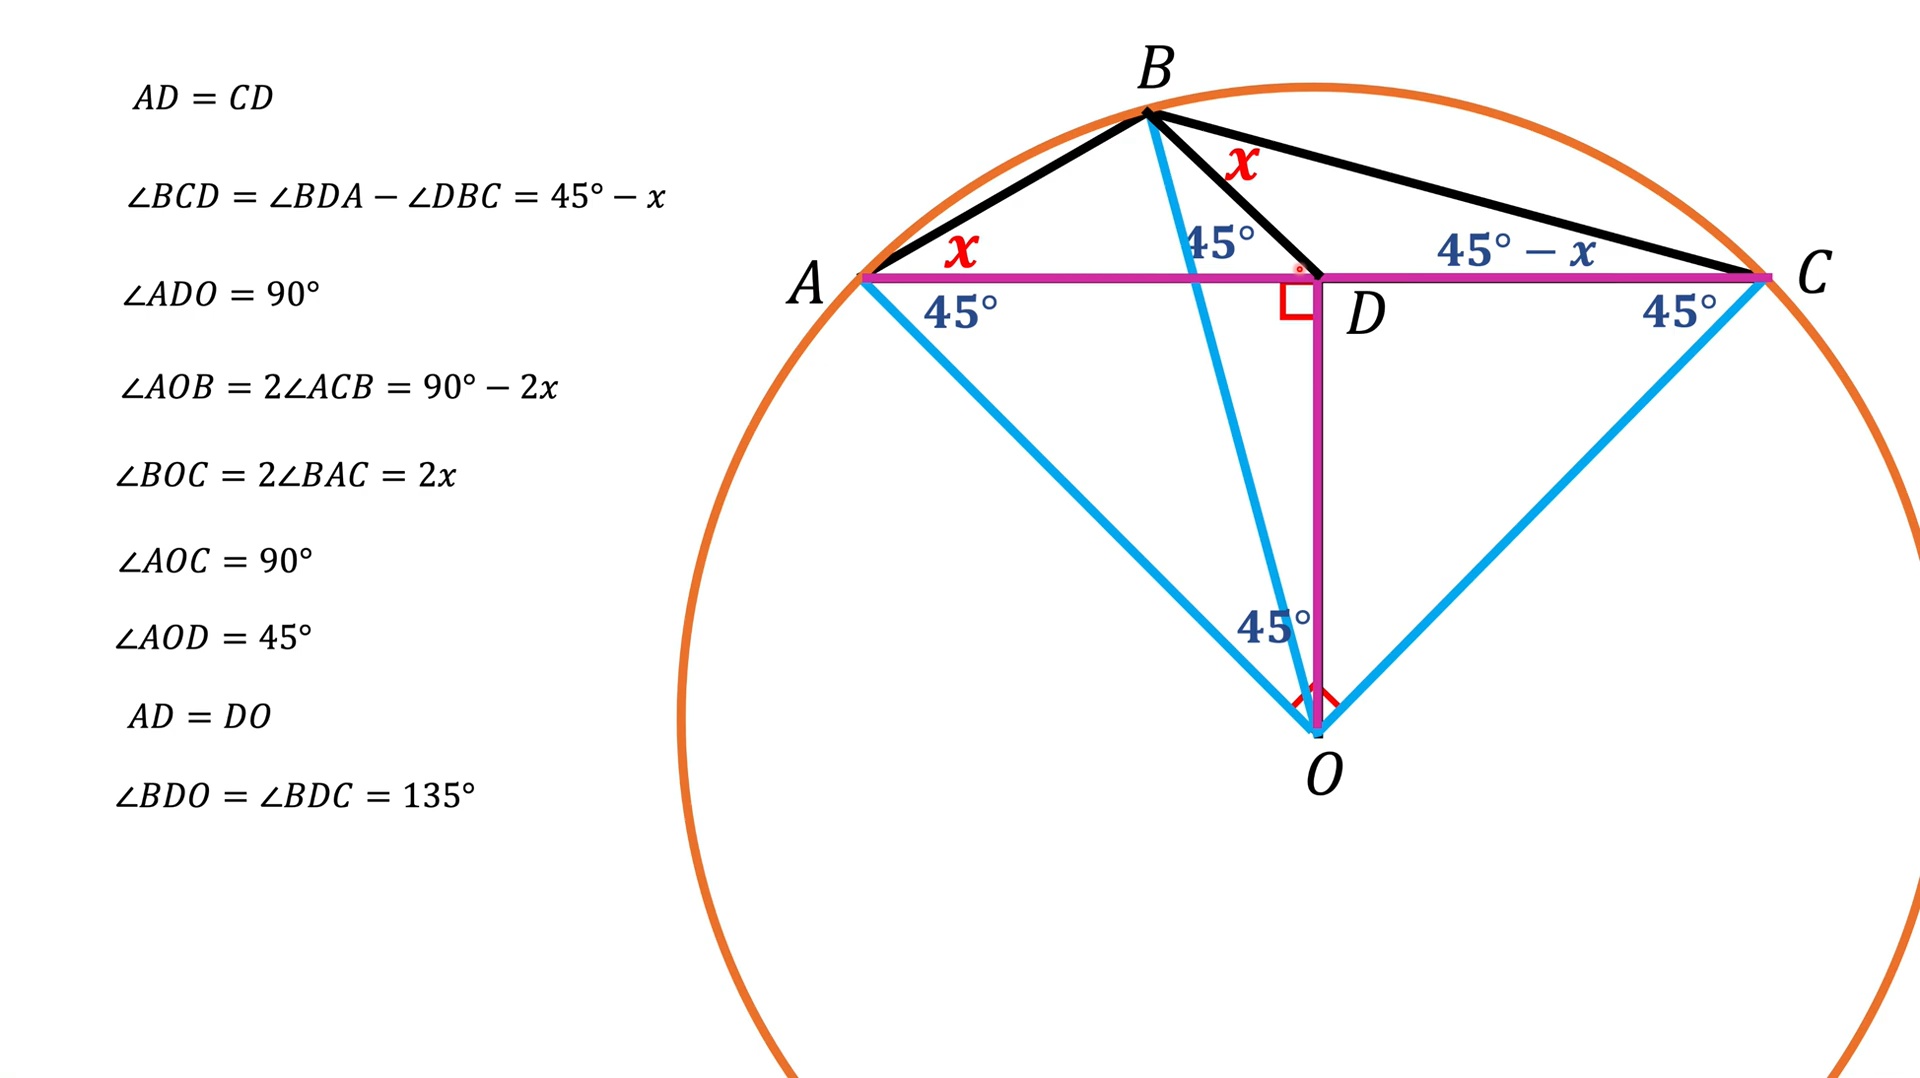 AD = CD
∠BCD = ∠BDA − ∠DBC = 45° − x
∠ADO = 90°
∠AOB = 2∠ACB = 90° − 2x
∠BOC = 2∠BAC = 2x
∠AOC = 90°
∠AOD = 45°
AD = DO
∠BDO = ∠BDC = 135°
B
x
x
45°
45° − x
A
C
45°
D
45°
45°
O